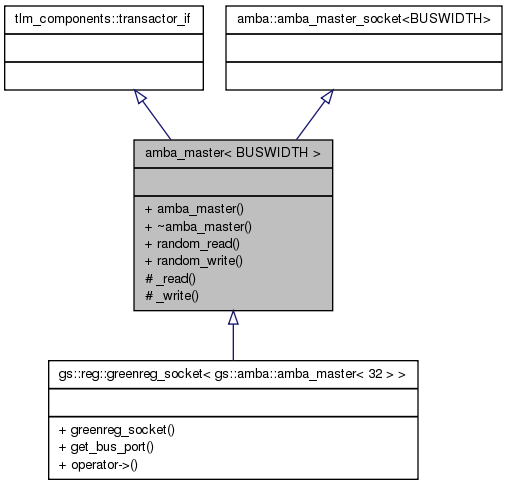 tlm_components::transactor_if
amba::amba_master_socket<BUSWIDTH>
amba_master< BUSWIDTH >
+ amba_master()
+ ~amba_master()
+ random_read()
+ random_write()
# _read()
# _write()
gs::reg::greenreg_socket< gs::amba::amba_master< 32 > >
+ greenreg_socket()
+ get_bus_port()
+ operator->()